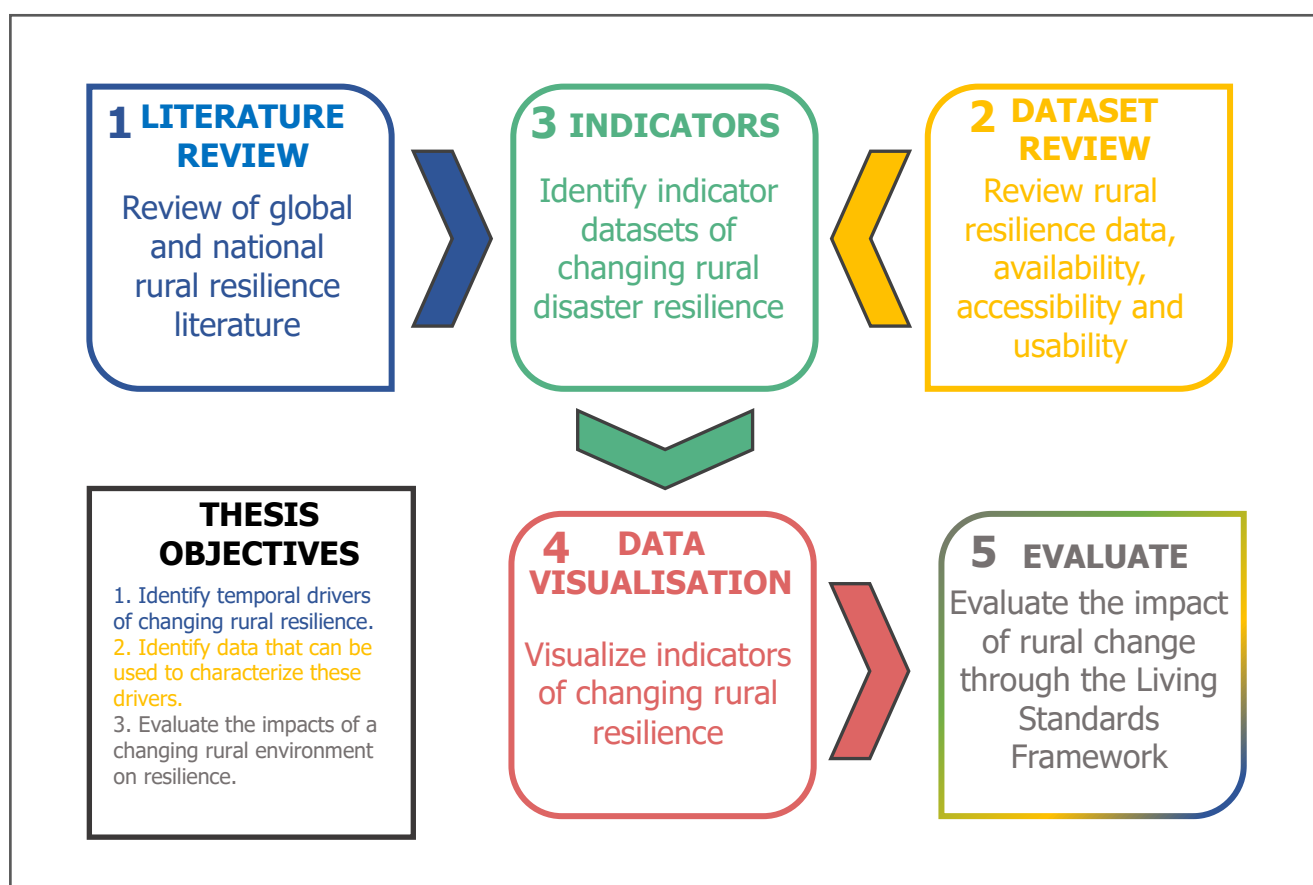 1 LITERATURE
REVIEW
Review of global
and national
rural resilience
literature
3 INDICATORS
Identify indicator
datasets of
changing rural
disaster resilience
2 DATASET
REVIEW
Review rural
resilience data,
availability,
accessibility and
usability
THESIS
OBJECTIVES
1. Identify temporal drivers
of changing rural resilience.
2. Identify data that can be
used to characterize these
drivers.
3. Evaluate the impacts of a
changing rural environment
on resilience.
4 DATA
VISUALISATION
Visualize indicators
of changing rural
resilience
5 EVALUATE
Evaluate the impact
of rural change
through the Living
Standards
Framework